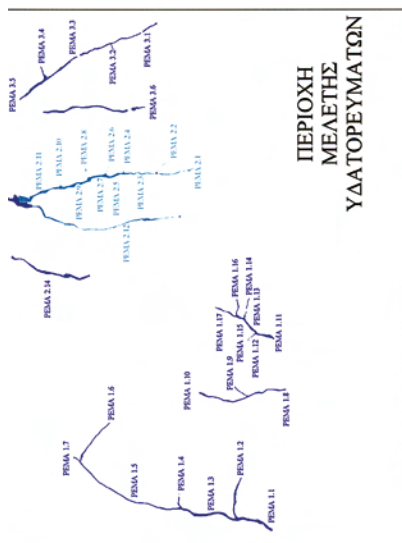 ΡΕΜΑ 3.5
ΡΕΜΑ 3.4
ΡΕΜΑ 3.3
ΡΕΜΑ 3.2
ΡΕΜΑ 3.1
ΡΕΜΑ 3.6
ΡΕΜΑ 2.11
ΡΕΜΑ 2.10
ΡΕΜΑ 2.8
ΡΕΜΑ 2.6
ΡΕΜΑ 2.4
ΡΕΜΑ 2.2
ΡΕΜΑ 2.1
ΡΕΜΑ 2.9
ΡΕΜΑ 2.7
ΡΕΜΑ 2.5
ΡΕΜΑ 2.3
ΡΕΜΑ 2.12
ΡΕΜΑ 2.14
ΠΕΡΙΟΧΗ
ΜΕΛΕΤΗΣ
ΥΔΑΤΟΡΕΥΜΑΤΩΝ
ΡΕΜΑ 1.17
ΡΕΜΑ 1.16
ΡΕΜΑ 1.14
ΡΕΜΑ 1.13
ΡΕΜΑ 1.15
ΡΕΜΑ 1.12
ΡΕΜΑ 1.11
ΡΕΜΑ 1.10
ΡΕΜΑ 1.9
ΡΕΜΑ 1.8
ΡΕΜΑ 1.7
ΡΕΜΑ 1.6
ΡΕΜΑ 1.5
ΡΕΜΑ 1.4
ΡΕΜΑ 1.3
ΡΕΜΑ 1.2
ΡΕΜΑ 1.1